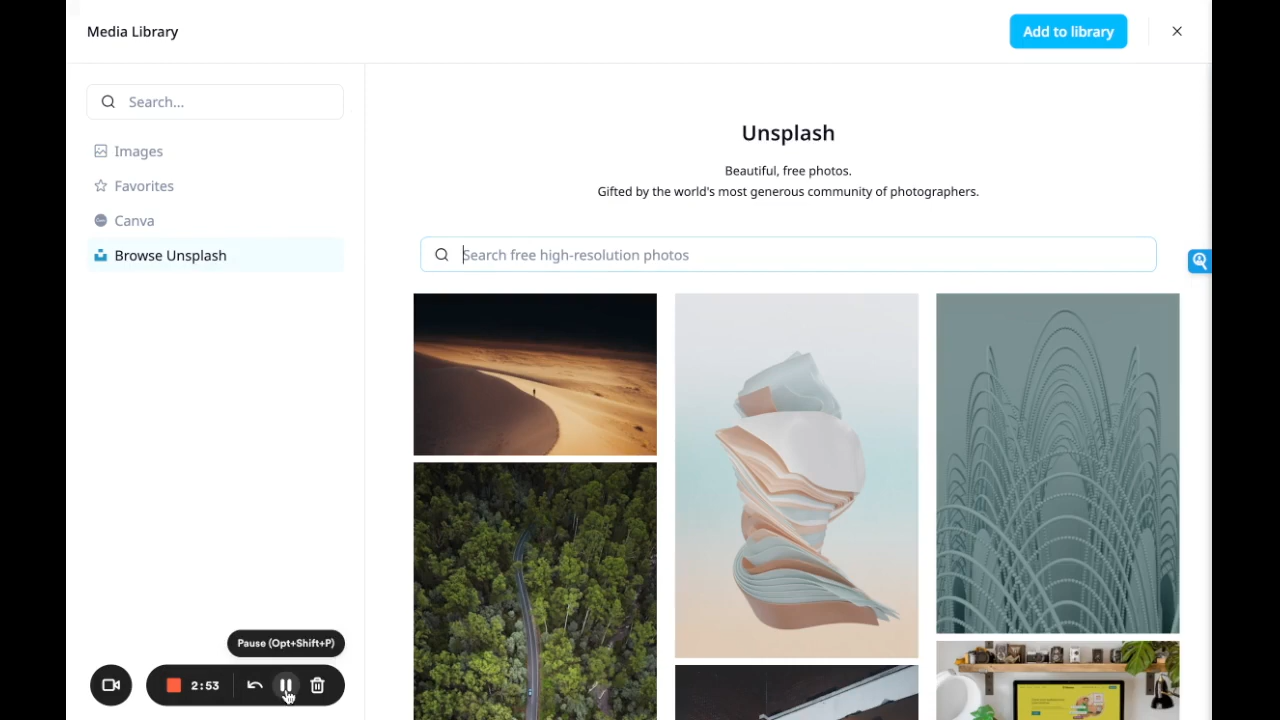 Media Library
Add to library
Search...
Images
Favorites
Canva
Browse Unsplash
Unsplash
Beautiful, free photos.
Gifted by the world's most generous community of photographers.
Search free high-resolution photos
Pause (Opt+Shift+P)
2:53